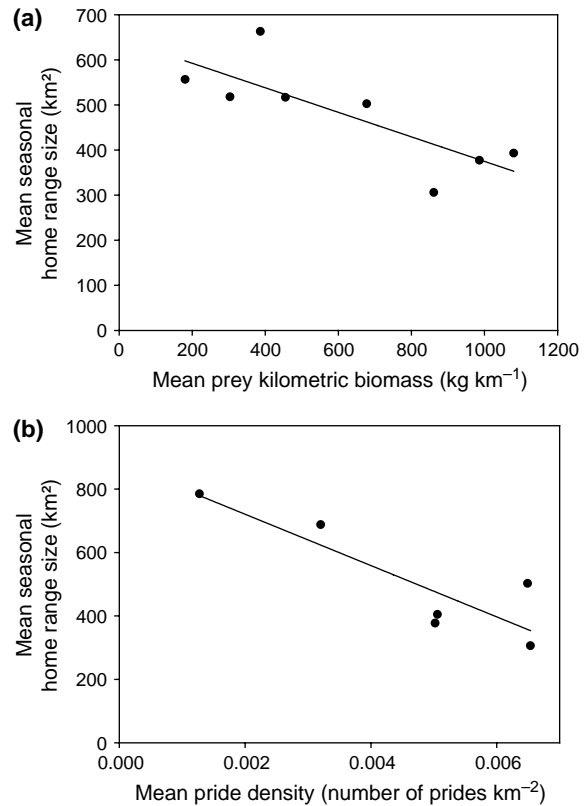 (a)
700
600
500
400
300
200
100
0
Mean seasonal
home range size (km²)
0 200 400 600 800 1000 1200
Mean prey kilometric biomass (kg km⁻¹)
(b)
1000
800
600
400
200
0
Mean seasonal
home range size (km²)
0.000 0.002 0.004 0.006
Mean pride density (number of prides km⁻²)